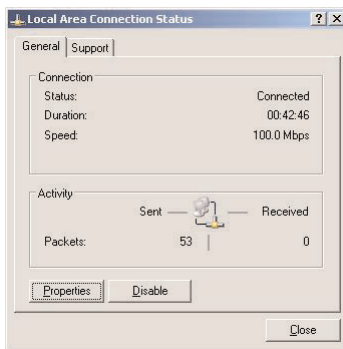 Local Area Connection Status
General Support
Connection
Status: Connected
Duration: 00:42:46
Speed: 100.0 Mbps
Activity
Sent — — Received
Packets: 53 | 0
Properties Disable
Close